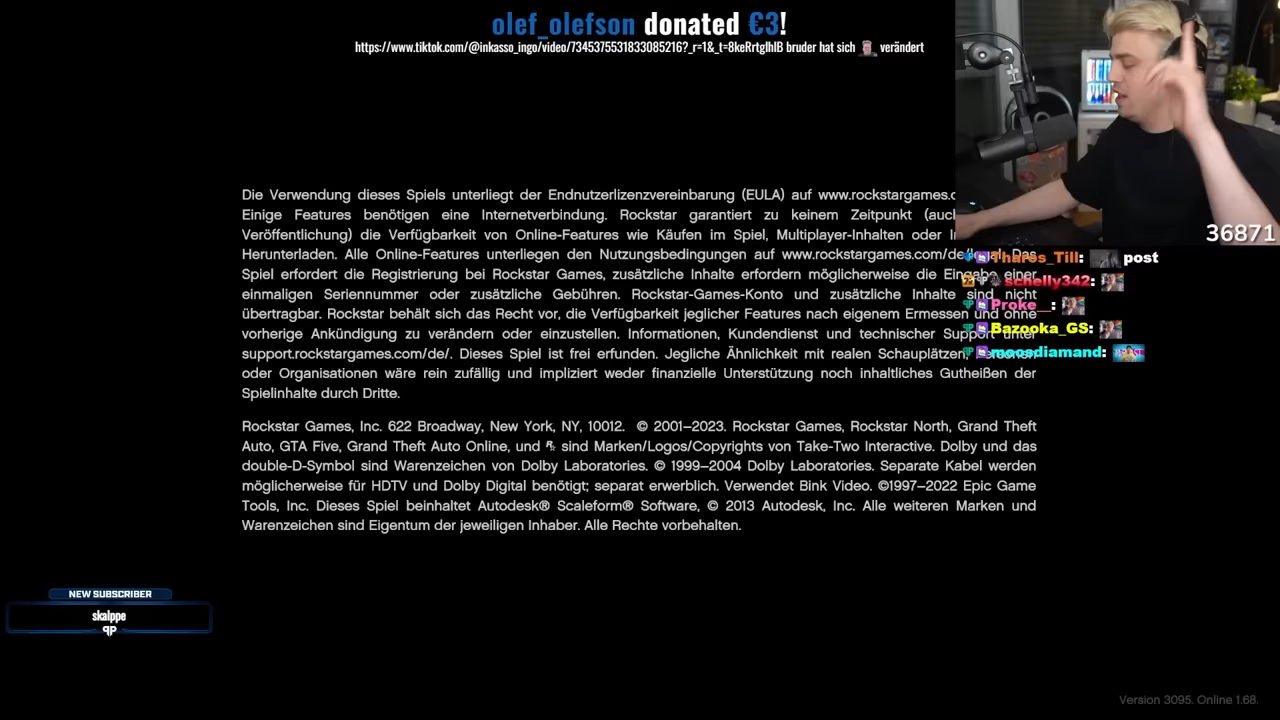 olef_olefson donated €3!
https://www.tiktok.com/@inkasso_ingo/video/7345375531833085216?_r=1&_t=8keRrtgIhIB bruder hat sich verändert
Die Verwendung dieses Spiels unterliegt der Endnutzerlizenzvereinbarung (EULA) auf
Einige Features benötigen eine Internetverbindung. Rockstar garantiert zu keinem Zeitpunkt
Veröffentlichung) die Verfügbarkeit von Online-Features wie Käufen im Spiel, Multiplayer-Inhalten oder
Herunterladen. Alle Online-Features unterliegen den Nutzungsbedingungen auf Das
Spiel erfordert die Registrierung bei Rockstar Games, zusätzliche Inhalte erfordern möglicherweise die Eingabe einer
einmaligen Seriennummer oder zusätzliche Gebühren. Rockstar-Games-Konto und zusätzliche Inhalte sind nicht
übertragbar. Rockstar behält sich das Recht vor, die Verfügbarkeit jeglicher Features nach eigenem Ermessen und ohne
vorherige Ankündigung zu verändern oder einzustellen. Informationen, Kundendienst und technischer Support unter
support.rockstargames.com/de/. Dieses Spiel ist frei erfunden. Jegliche Ähnlichkeit mit realen Schauplätzen,
oder Organisationen wäre rein zufällig und impliziert weder finanzielle Unterstützung noch inhaltliches Gutheißen der
Spielinhalte durch Dritte.
Rockstar Games, Inc. 622 Broadway, New York, NY, 10012. © 2001–2023. Rockstar Games, Rockstar North, Grand Theft
Auto, GTA Five, Grand Theft Auto Online, und sind Marken/Logos/Copyrights von Take-Two Interactive. Dolby und das
double-D-Symbol sind Warenzeichen von Dolby Laboratories. © 1999–2004 Dolby Laboratories. Separate Kabel werden
möglicherweise für HDTV und Dolby Digital benötigt; separat erwerblich. Verwendet Bink Video. ©1997–2022 Epic Game
Tools, Inc. Dieses Spiel beinhaltet Autodesk® Scaleform® Software, © 2013 Autodesk, Inc. Alle weiteren Marken und
Warenzeichen sind Eigentum der jeweiligen Inhaber. Alle Rechte vorbehalten.
36871
Thares_Till: post
schelly342:
Proke__:
Bazooka_GS:
moosdiamand:
NEW SUBSCRIBER
skalppe
Version 3095. Online 1.68.